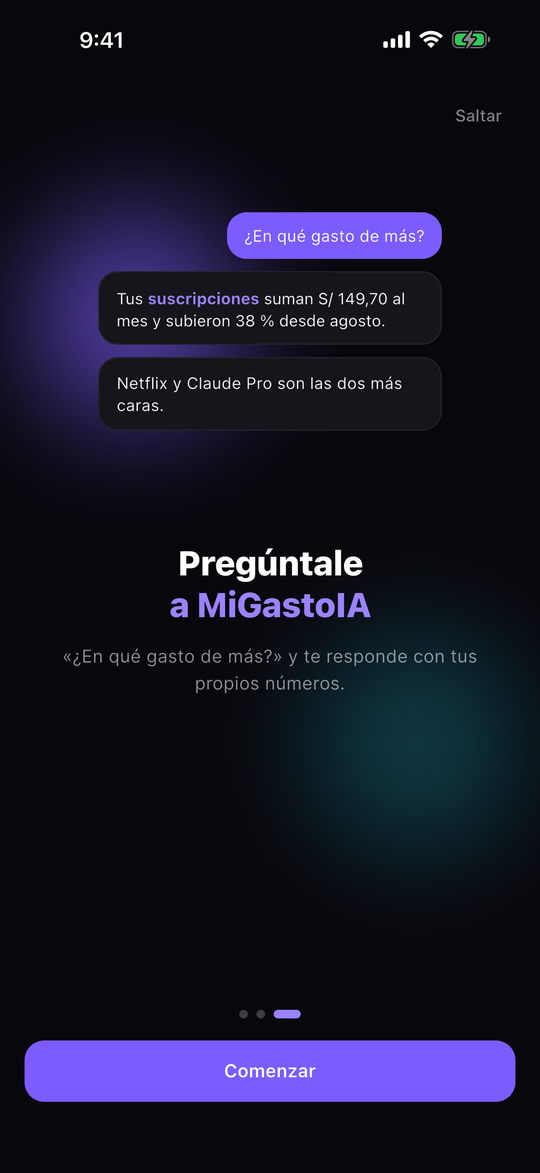 9:41
Saltar
¿En qué gasto de más?
Tus suscripciones suman S/ 149,70 al
mes y subieron 38 % desde agosto.
Netflix y Claude Pro son las dos más
caras.
Pregúntale
a MiGastoIA
«¿En qué gasto de más?» y te responde con tus
propios números.
Comenzar